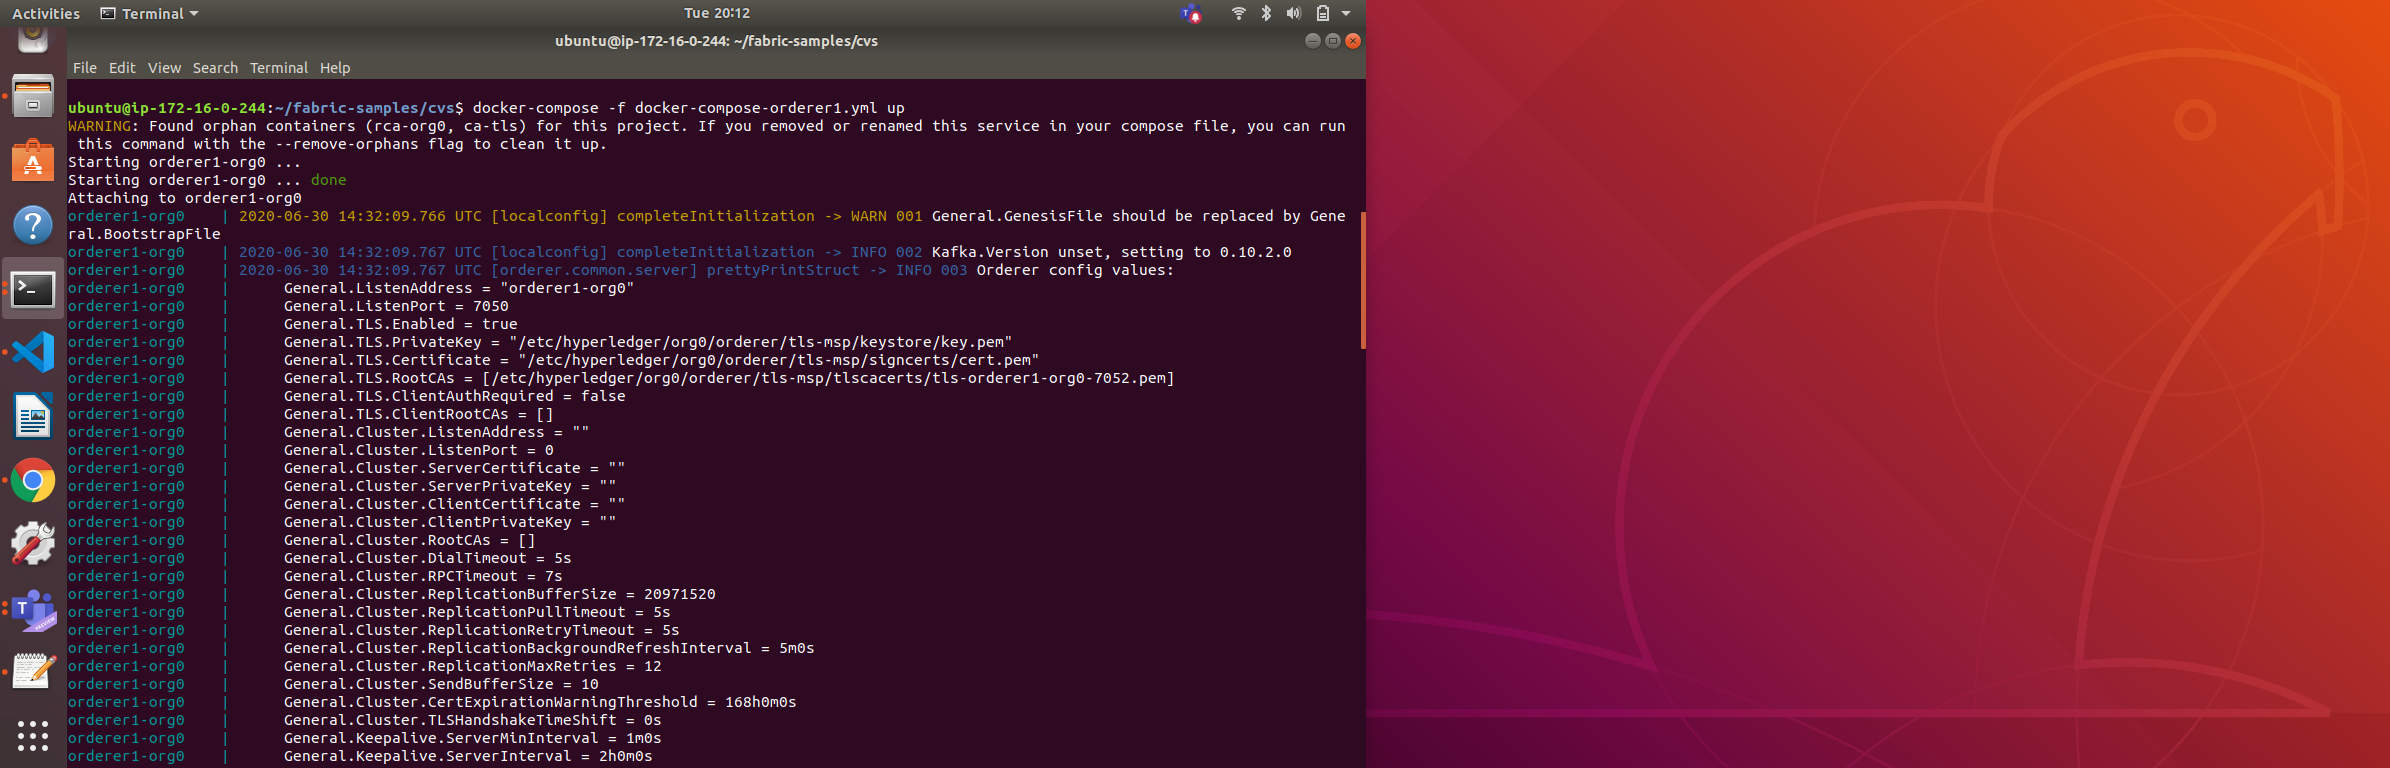 Activities Terminal Tue 20:12
ubuntu@ip-172-16-0-244: ~/fabric-samples/cvs
File Edit View Search Terminal Help
ubuntu@ip-172-16-0-244:~/fabric-samples/cvs$ docker-compose -f docker-compose-orderer1.yml up
WARNING: Found orphan containers (rca-org0, ca-tls) for this project. If you removed or renamed this service in your compose file, you can run
this command with the --remove-orphans flag to clean it up.
Starting orderer1-org0 ...
Starting orderer1-org0 ... done
Attaching to orderer1-org0
orderer1-org0 | 2020-06-30 14:32:09.766 UTC [localconfig] completeInitialization -> WARN 001 General.GenesisFile should be replaced by Gene
ral.BootstrapFile
orderer1-org0 | 2020-06-30 14:32:09.767 UTC [localconfig] completeInitialization -> INFO 002 Kafka.Version unset, setting to 0.10.2.0
orderer1-org0 | 2020-06-30 14:32:09.767 UTC [orderer.common.server] prettyPrintStruct -> INFO 003 Orderer config values:
orderer1-org0 | General.ListenAddress = "orderer1-org0"
orderer1-org0 | General.ListenPort = 7050
orderer1-org0 | General.TLS.Enabled = true
orderer1-org0 | General.TLS.PrivateKey = "/etc/hyperledger/org0/orderer/tls-msp/keystore/key.pem"
orderer1-org0 | General.TLS.Certificate = "/etc/hyperledger/org0/orderer/tls-msp/signcerts/cert.pem"
orderer1-org0 | General.TLS.RootCAs = [/etc/hyperledger/org0/orderer/tls-msp/tlscacerts/tls-orderer1-org0-7052.pem]
orderer1-org0 | General.TLS.ClientAuthRequired = false
orderer1-org0 | General.TLS.ClientRootCAs = []
orderer1-org0 | General.Cluster.ListenAddress = ""
orderer1-org0 | General.Cluster.ListenPort = 0
orderer1-org0 | General.Cluster.ServerCertificate = ""
orderer1-org0 | General.Cluster.ServerPrivateKey = ""
orderer1-org0 | General.Cluster.ClientCertificate = ""
orderer1-org0 | General.Cluster.ClientPrivateKey = ""
orderer1-org0 | General.Cluster.RootCAs = []
orderer1-org0 | General.Cluster.DialTimeout = 5s
orderer1-org0 | General.Cluster.RPCTimeout = 7s
orderer1-org0 | General.Cluster.ReplicationBufferSize = 20971520
orderer1-org0 | General.Cluster.ReplicationPullTimeout = 5s
orderer1-org0 | General.Cluster.ReplicationRetryTimeout = 5s
orderer1-org0 | General.Cluster.ReplicationBackgroundRefreshInterval = 5m0s
orderer1-org0 | General.Cluster.ReplicationMaxRetries = 12
orderer1-org0 | General.Cluster.SendBufferSize = 10
orderer1-org0 | General.Cluster.CertExpirationWarningThreshold = 168h0m0s
orderer1-org0 | General.Cluster.TLSHandshakeTimeShift = 0s
orderer1-org0 | General.Keepalive.ServerMinInterval = 1m0s
orderer1-org0 | General.Keepalive.ServerInterval = 2h0m0s